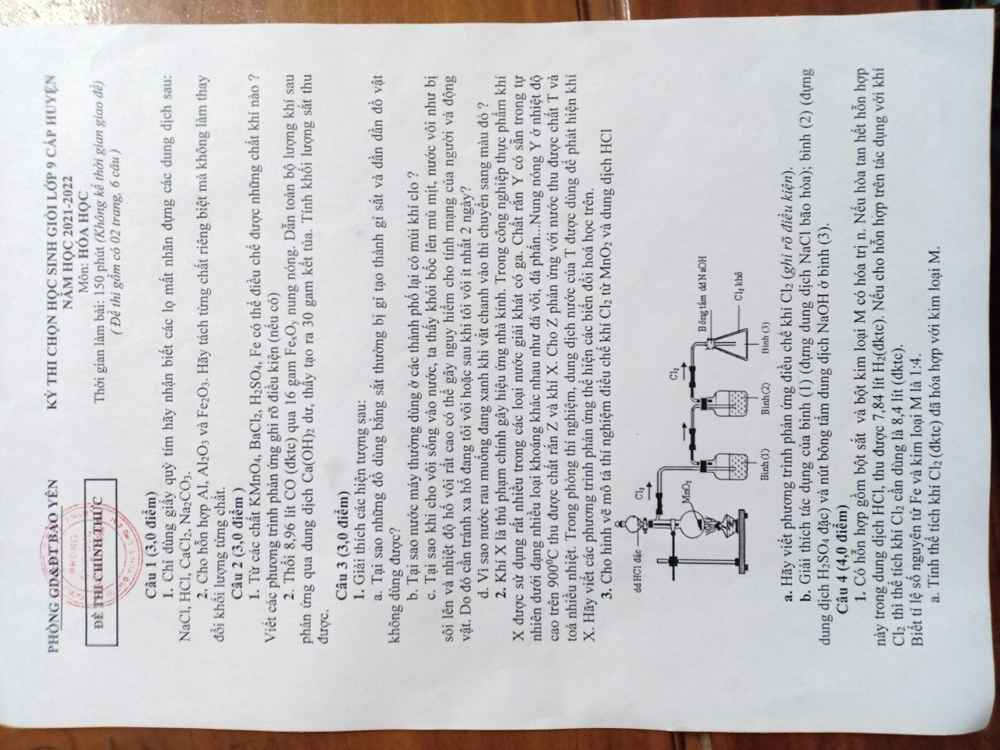 PHÒNG GD&ĐT BẢO YÊN
ĐỀ THI CHÍNH THỨC
KỲ THI CHỌN HỌC SINH GIỎI LỚP 9 CẤP HUYỆN
NĂM HỌC 2021-2022
Môn: HÓA HỌC
Thời gian làm bài: 150 phút (Không kể thời gian giao đề)
( Đề thi gồm có 02 trang, 6 câu )
Câu 1 (3,0 điểm)
1. Chỉ dùng giấy quỳ tím hãy nhận biết các lọ mất nhãn đựng các dung dịch sau:
NaCl, HCl, CaCl₂, Na₂CO₃.
2. Cho hỗn hợp Al, Al₂O₃ và Fe₂O₃. Hãy tách từng chất riêng biệt mà không làm thay
đổi khối lượng từng chất.
Câu 2 (3,0 điểm )
1. Từ các chất KMnO₄, BaCl₂, H₂SO₄, Fe có thể điều chế được những chất khí nào ?
Viết các phương trình phản ứng ghi rõ điều kiện (nếu có)
2. Thổi 8,96 lít CO (đktc) qua 16 gam FeₓOᵧ nung nóng. Dẫn toàn bộ lượng khí sau
phản ứng qua dung dịch Ca(OH)₂ dư, thấy tạo ra 30 gam kết tủa. Tính khối lượng sắt thu
được.
Câu 3 (3,0 điểm)
1. Giải thích các hiện tượng sau:
a. Tại sao những đồ dùng bằng sắt thường bị gỉ tạo thành gỉ sắt và dần dần đồ vật
không dùng được?
b. Tại sao nước máy thường dùng ở các thành phố lại có mùi khí clo ?
c. Tại sao khi cho vôi sống vào nước, ta thấy khói bốc lên mù mịt, nước vôi như bị
sôi lên và nhiệt độ hố vôi rất cao có thể gây nguy hiểm cho tính mạng của người và động
vật. Do đó cần tránh xa hố đang tôi vôi hoặc sau khi tôi vôi ít nhất 2 ngày?
d. Vì sao nước rau muống đang xanh khi vắt chanh vào thì chuyển sang màu đỏ ?
2. Khí X là thủ phạm chính gây hiệu ứng nhà kính. Trong công nghiệp thực phẩm khí
X được sử dụng rất nhiều trong các loại nước giải khát có ga. Chất rắn Y có sẵn trong tự
nhiên dưới dạng nhiều loại khoáng khác nhau như đá vôi, đá phấn...Nung nóng Y ở nhiệt độ
cao trên 900⁰C thu được chất rắn Z và khí X. Cho Z phản ứng với nước thu được chất T và
toả nhiều nhiệt. Trong phòng thí nghiệm, dung dịch nước của T được dùng để phát hiện khí
X. Hãy viết các phương trình phản ứng thể hiện các biến đổi hoá học trên.
3. Cho hình vẽ mô tả thí nghiệm điều chế khí Cl₂ từ MnO₂ và dung dịch HCl
dd HCl đặc
Cl₂
MnO₂
Cl₂
Bông tẩm dd NaOH
Cl₂ khô
Bình (1)
Bình (2)
Bình (3)
a. Hãy viết phương trình phản ứng điều chế khí Cl₂ (ghi rõ điều kiện).
b. Giải thích tác dụng của bình (1) (đựng dung dịch NaCl bão hòa); bình (2) (đựng
dung dịch H₂SO₄ đặc) và nút bông tẩm dung dịch NaOH ở bình (3).
Câu 4 (4,0 điểm)
1. Có hỗn hợp gồm bột sắt và bột kim loại M có hóa trị n. Nếu hòa tan hết hỗn hợp
này trong dung dịch HCl, thu được 7,84 lít H₂(đktc). Nếu cho hỗn hợp trên tác dụng với khí
Cl₂ thì thể tích khí Cl₂ cần dùng là 8,4 lít (đktc).
Biết tỉ lệ số nguyên tử Fe và kim loại M là 1:4.
a. Tính thể tích khí Cl₂ (đktc) đã hóa hợp với kim loại M.